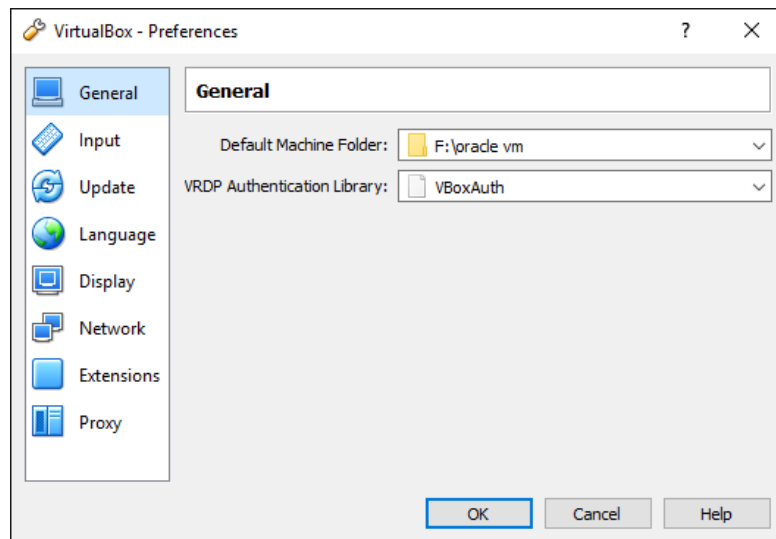 VirtualBox - Preferences
?
General
Input
Update
Language
Display
Network
Extensions
Proxy
General
Default Machine Folder: F:\oracle vm
VRDP Authentication Library: VBoxAuth
OK Cancel Help